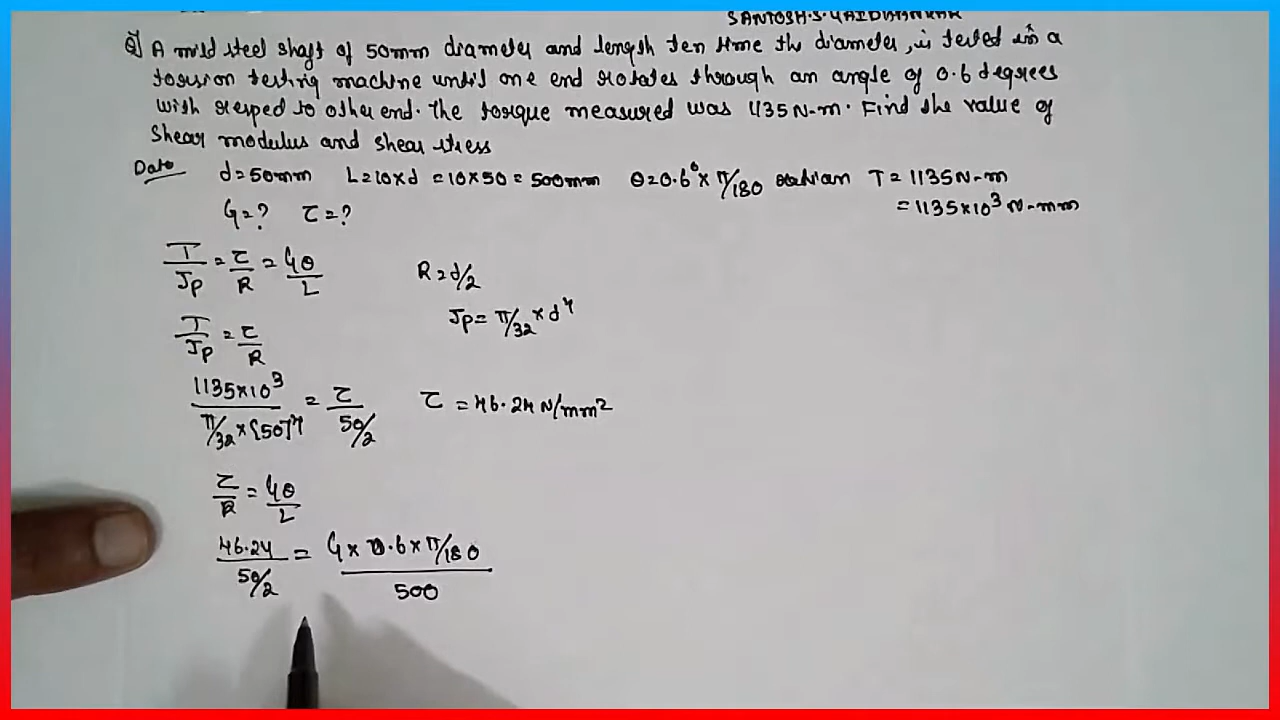 SANTOSH.S.YAIDHANKAR
Q) A mild steel shaft of 50mm diameter and length ten time the diameter, is tested in a
torsion testing machine until one end rotates through an angle of 0.6 degrees
with resped to other end. The torque measured was 1135 N-m. Find the value of
Shear modulus and shear stress
Data d=50mm L=10×d =10×50 = 500mm θ=0.6°×π/180 radian T=1135N-m
=1135×10³ N-mm
G=? τ=?
T/Jp = τ/R = Gθ/L R=d/2
Jp=π/32×d⁴
T/Jp = τ/R
1135×10³/π/32×{50}⁴ = τ/50/2 τ =46.24 N/mm²
τ/R = Gθ/L
46.24/50/2 = G×0.6×π/180/500